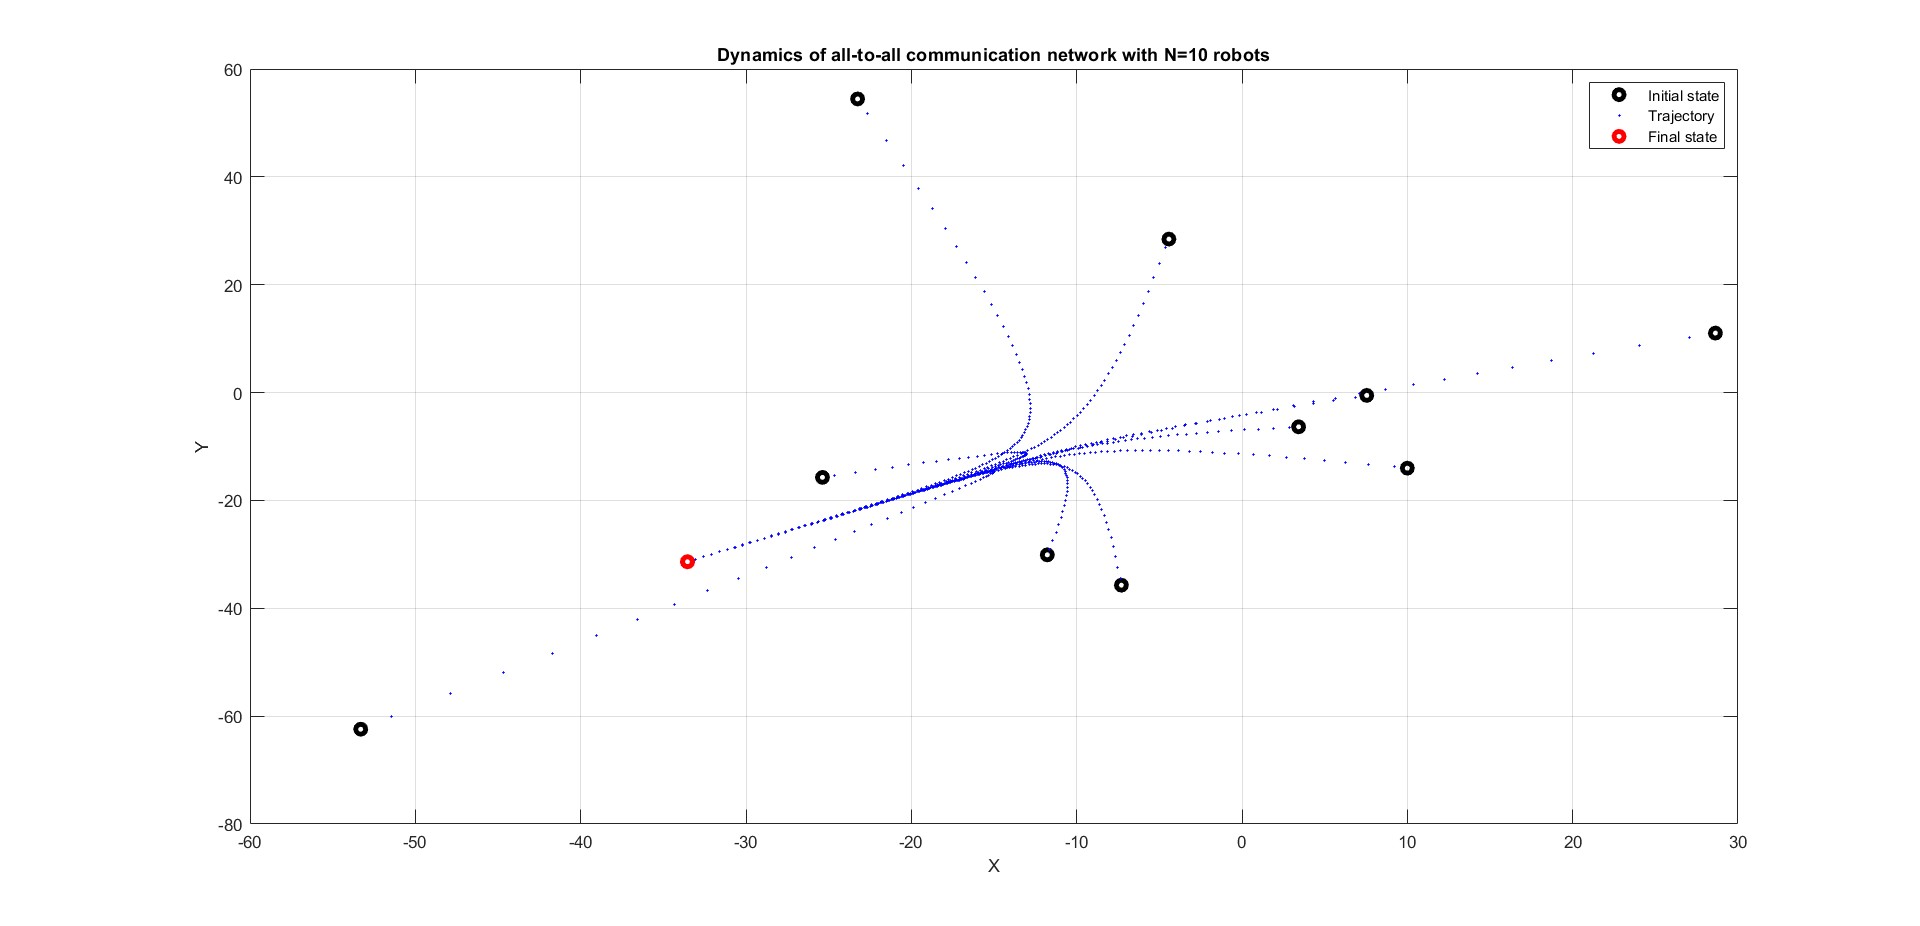 Dynamics of all-to-all communication network with N=10 robots
60
40
20
0
-20
-40
-60
-80
Y
Initial state
Trajectory
Final state
-60 -50 -40 -30 -20 -10 0 10 20 30
X